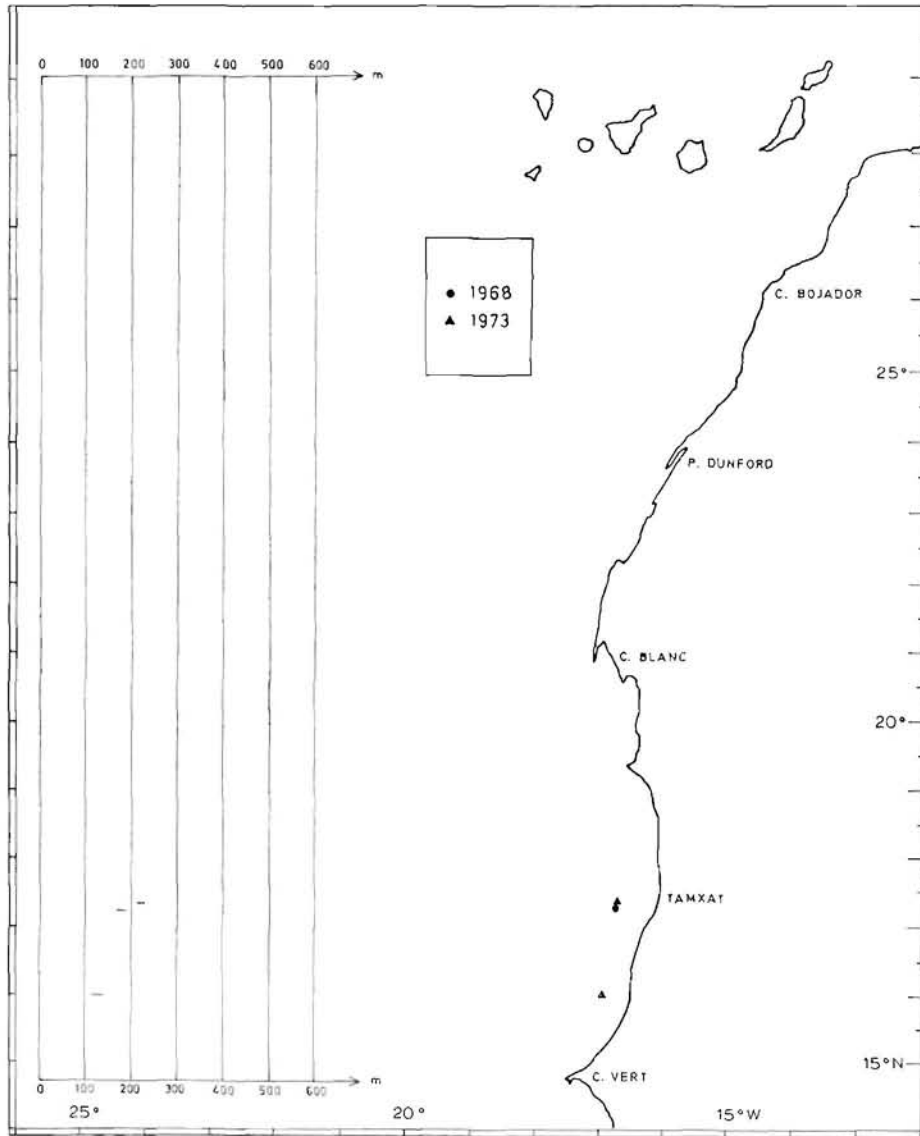 0 100 200 300 400 500 600 m
1968
1973
C. BOJADOR
25°
P. DUNFORD
C. BLANC
20°
TAMXAT
15°N
C. VERT
0 100 200 300 400 500 600 m
25° 20° 15°W